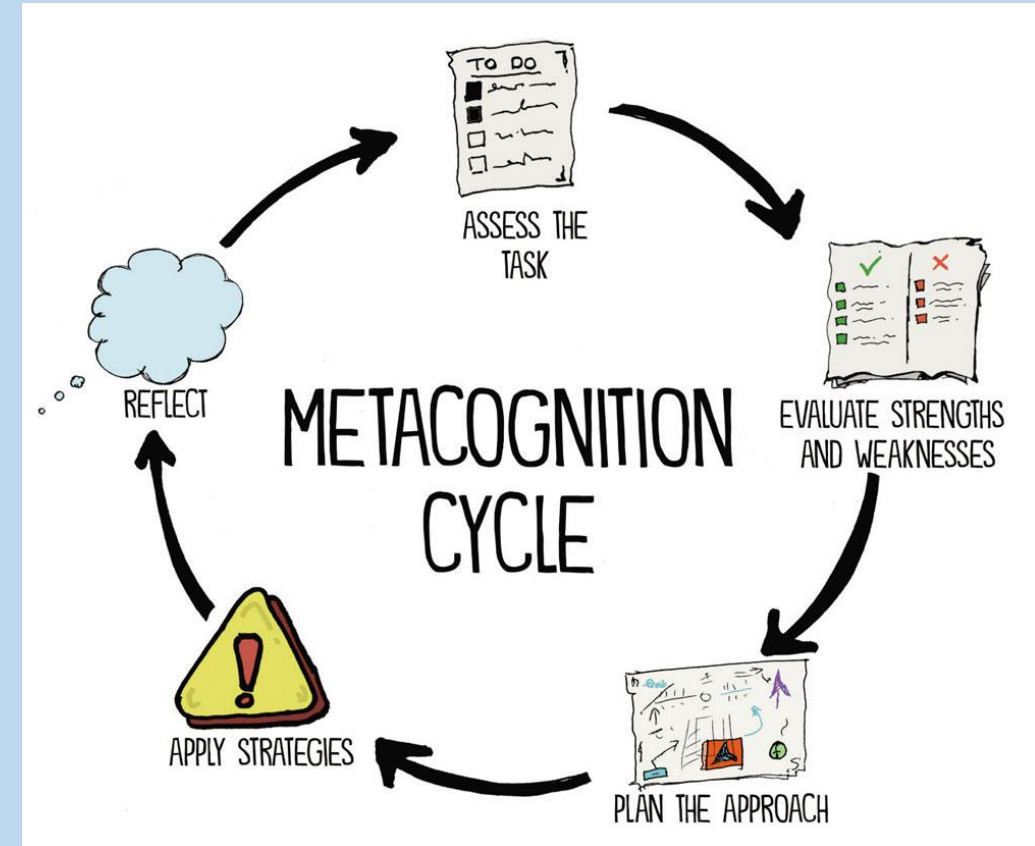 TO DO
ASSESS THE
TASK
EVALUATE STRENGTHS
AND WEAKNESSES
PLAN THE APPROACH
APPLY STRATEGIES
REFLECT
METACOGNITION
CYCLE